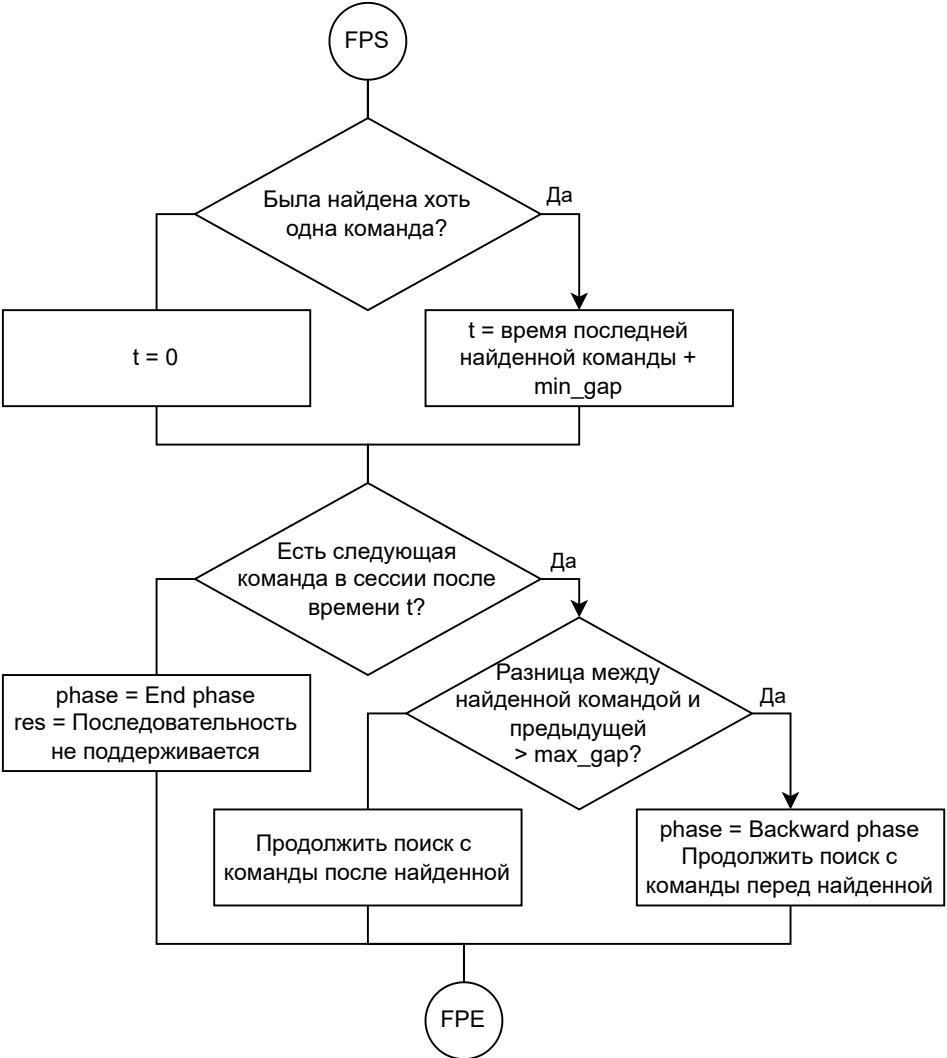 FPS
Была найдена хоть
одна команда?
Да
t = 0
t = время последней
найденной команды +
min_gap
Есть следующая
команда в сессии после
времени t?
Да
phase = End phase
res = Последовательность
не поддерживается
Разница между
найденной командой и
предыдущей
> max_gap?
Да
Продолжить поиск с
команды после найденной
phase = Backward phase
Продолжить поиск с
команды перед найденной
FPE